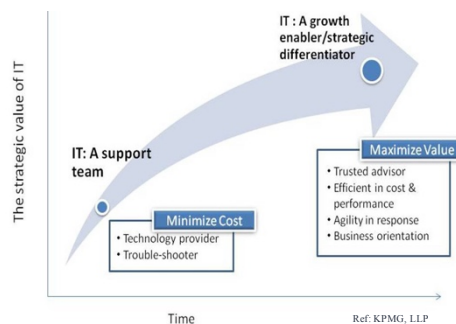 IT : A growth
enabler/strategic
differentiator
The strategic value of IT
IT: A support
team
Maximize Value
• Trusted advisor
• Efficient in cost &
performance
• Agility in response
• Business orientation
Minimize Cost
• Technology provider
• Trouble-shooter
Time
Ref: KPMG, LLP